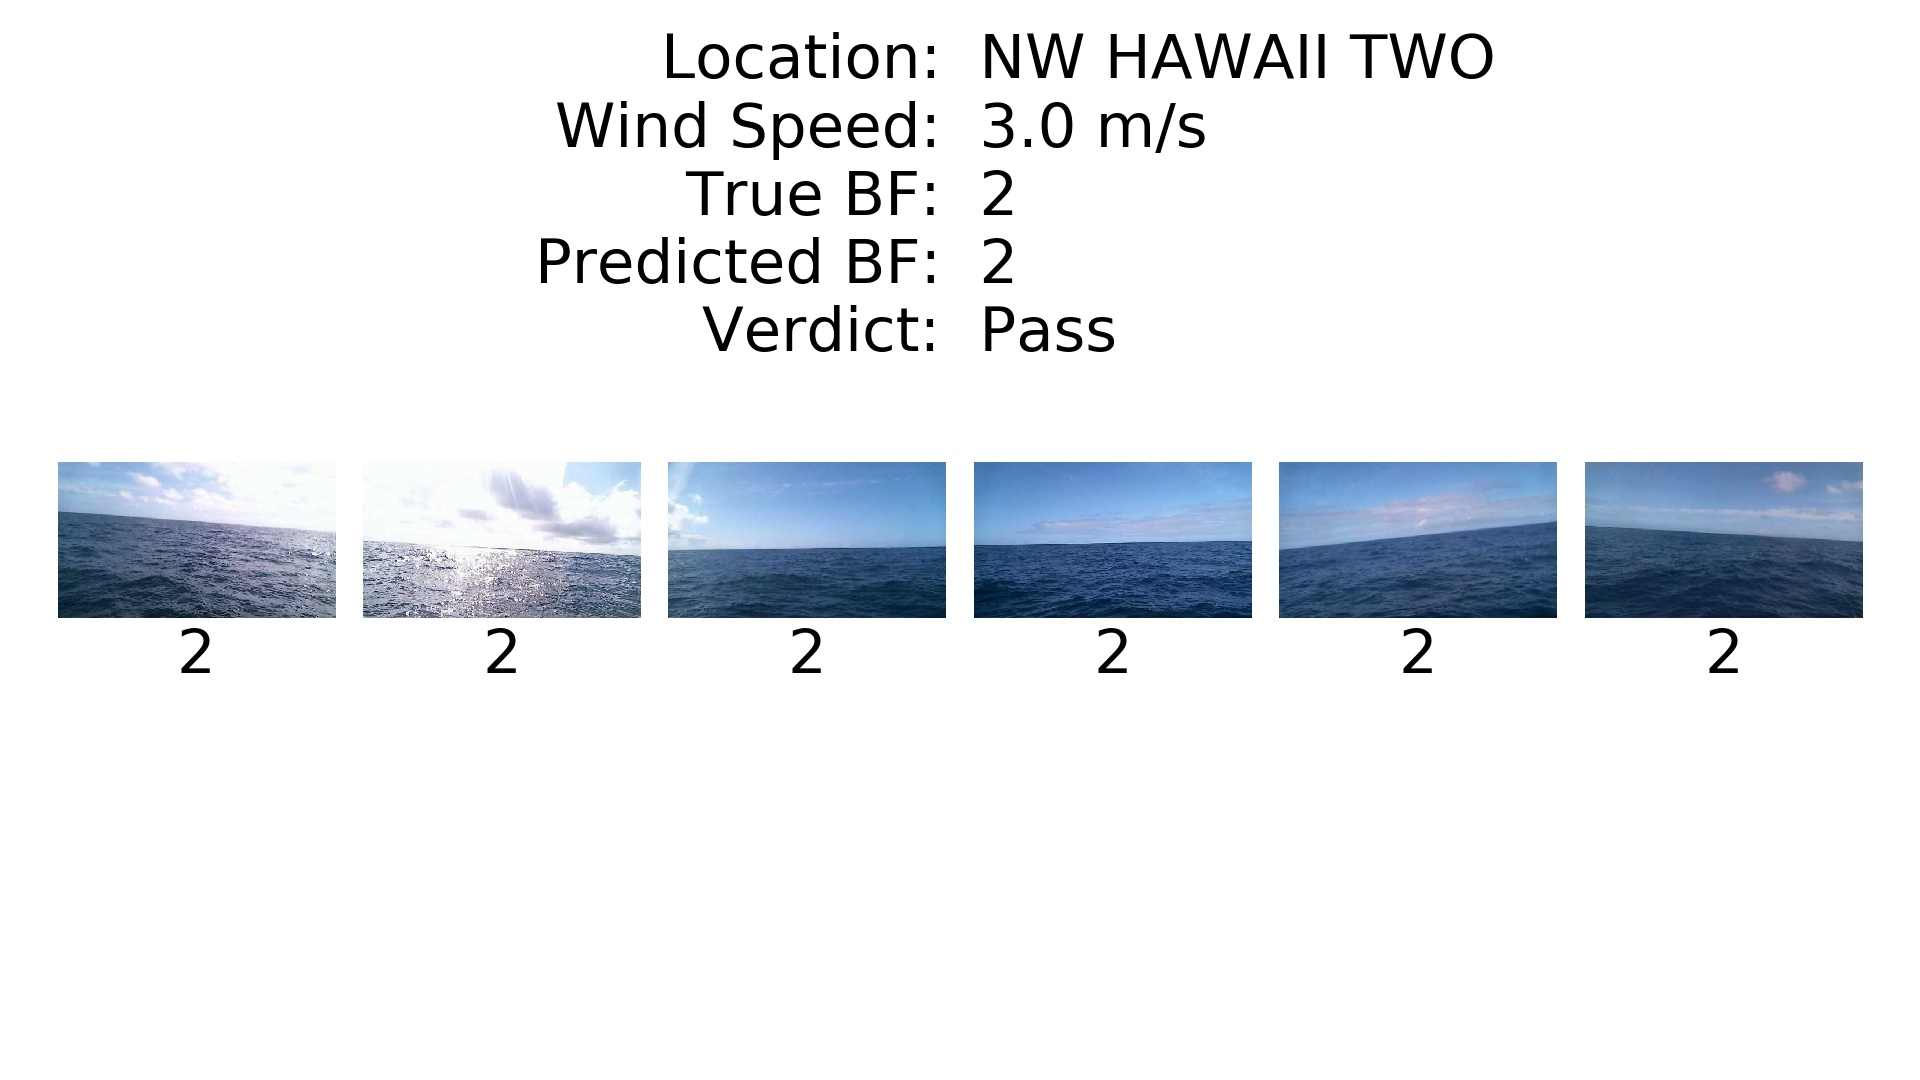 Location: NW HAWAII TWO
Wind Speed: 3.0 m/s
True BF: 2
Predicted BF: 2
Verdict: Pass
2 2 2 2 2 2